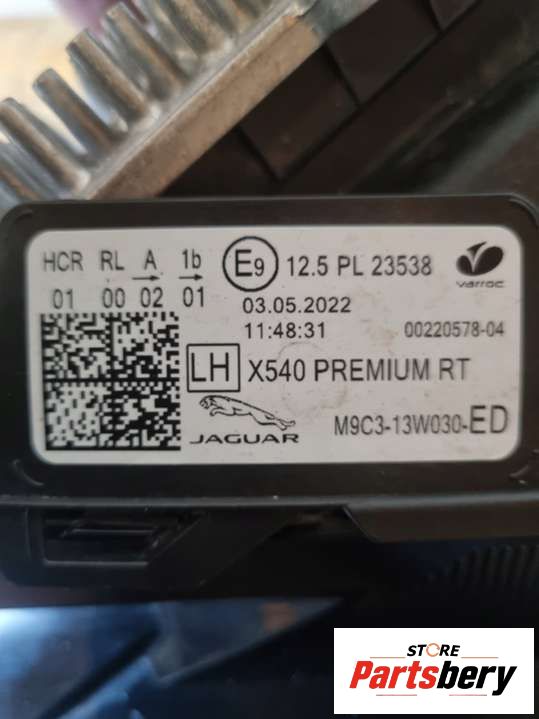 HCR RL A 1b
01 00 02 01
E9 12.5 PL 23538
varroc
03.05.2022
11:48:31
00220578-04
LH X540 PREMIUM RT
JAGUAR
M9C3-13W030-ED
STORE
Partsbery